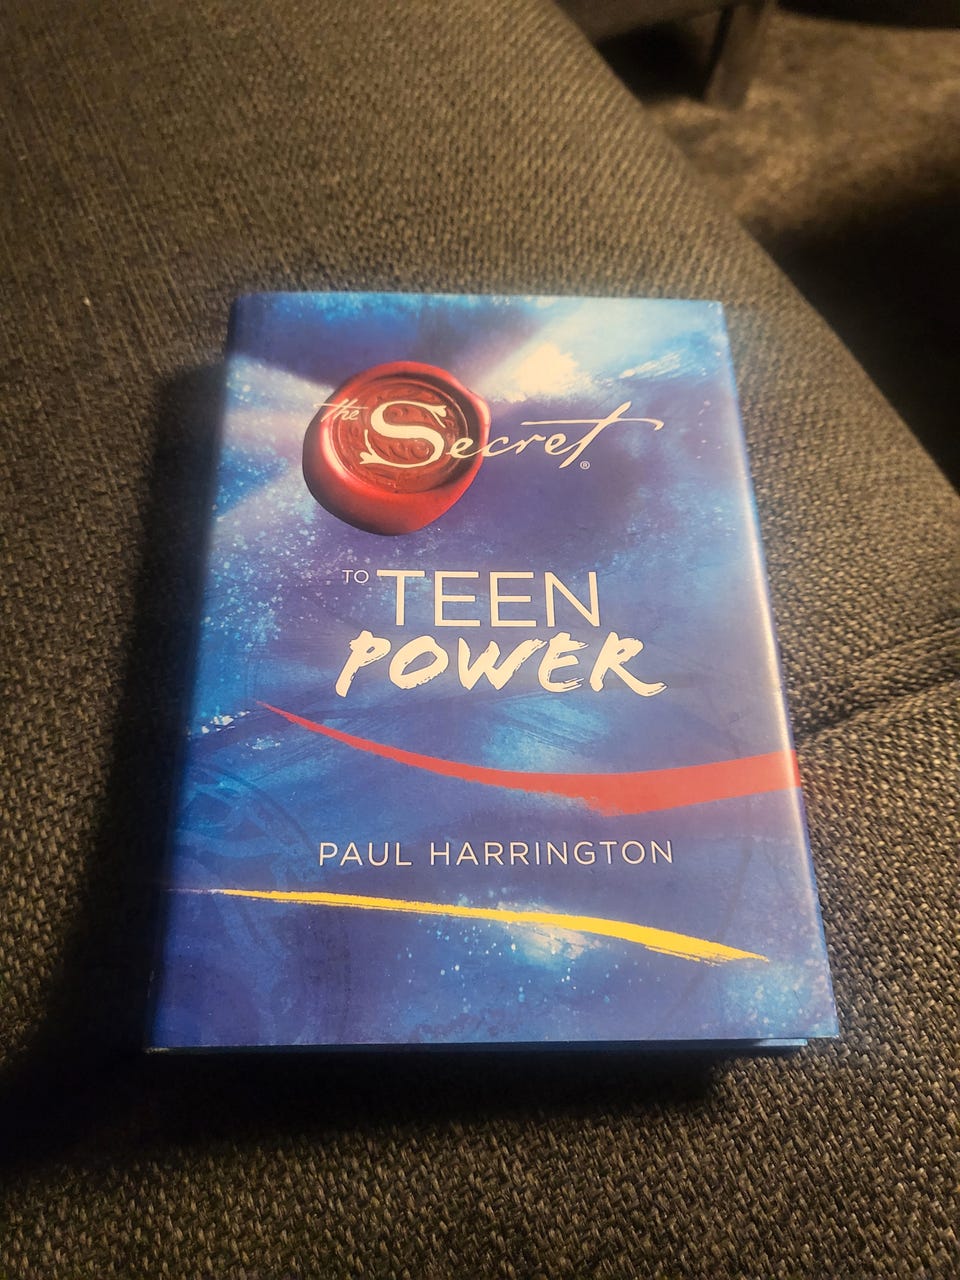 the Secret®
TO TEEN
POWER
PAUL HARRINGTON